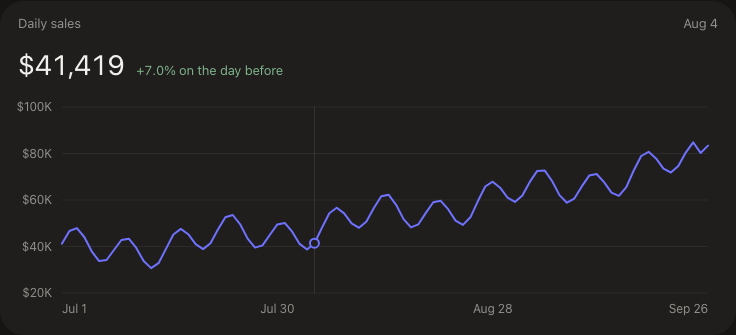 Daily sales
Aug 4
$41,419 +7.0% on the day before
$100K
$80K
$60K
$40K
$20K
Jul 1 Jul 30 Aug 28 Sep 26